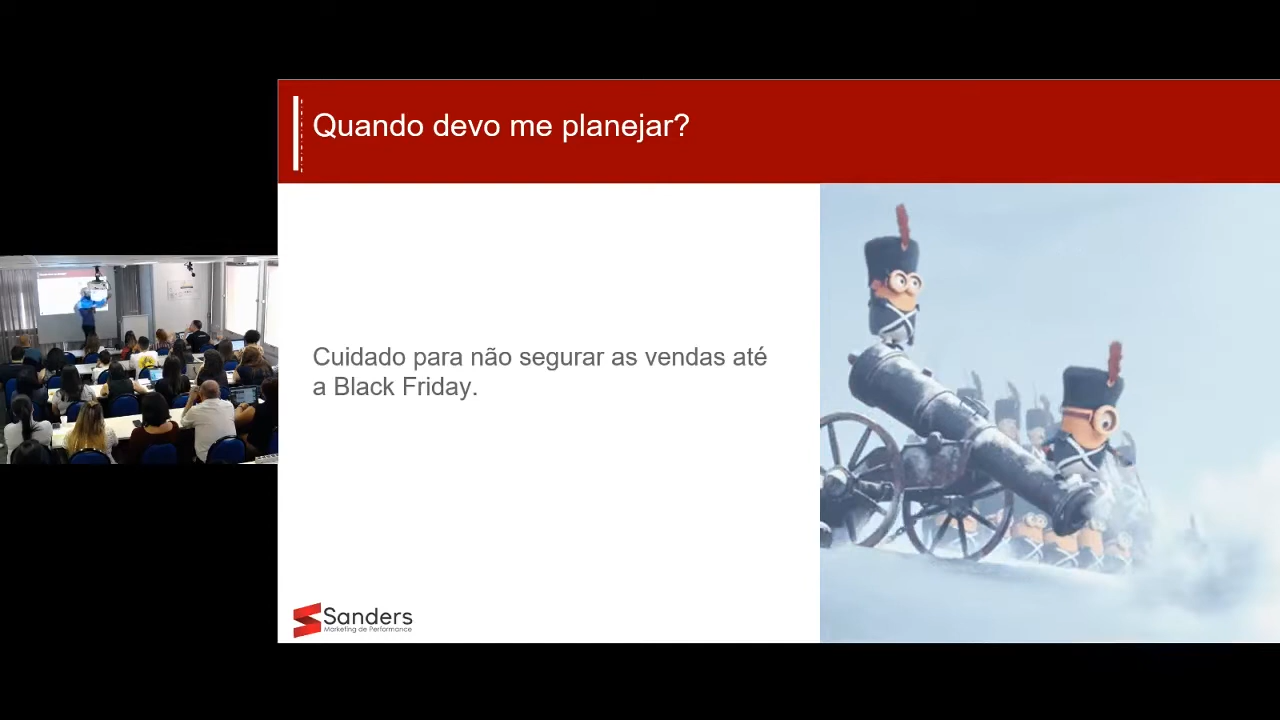 Quando devo me planejar?
Cuidado para não segurar as vendas até
a Black Friday.
Sanders
Marketing de Performance